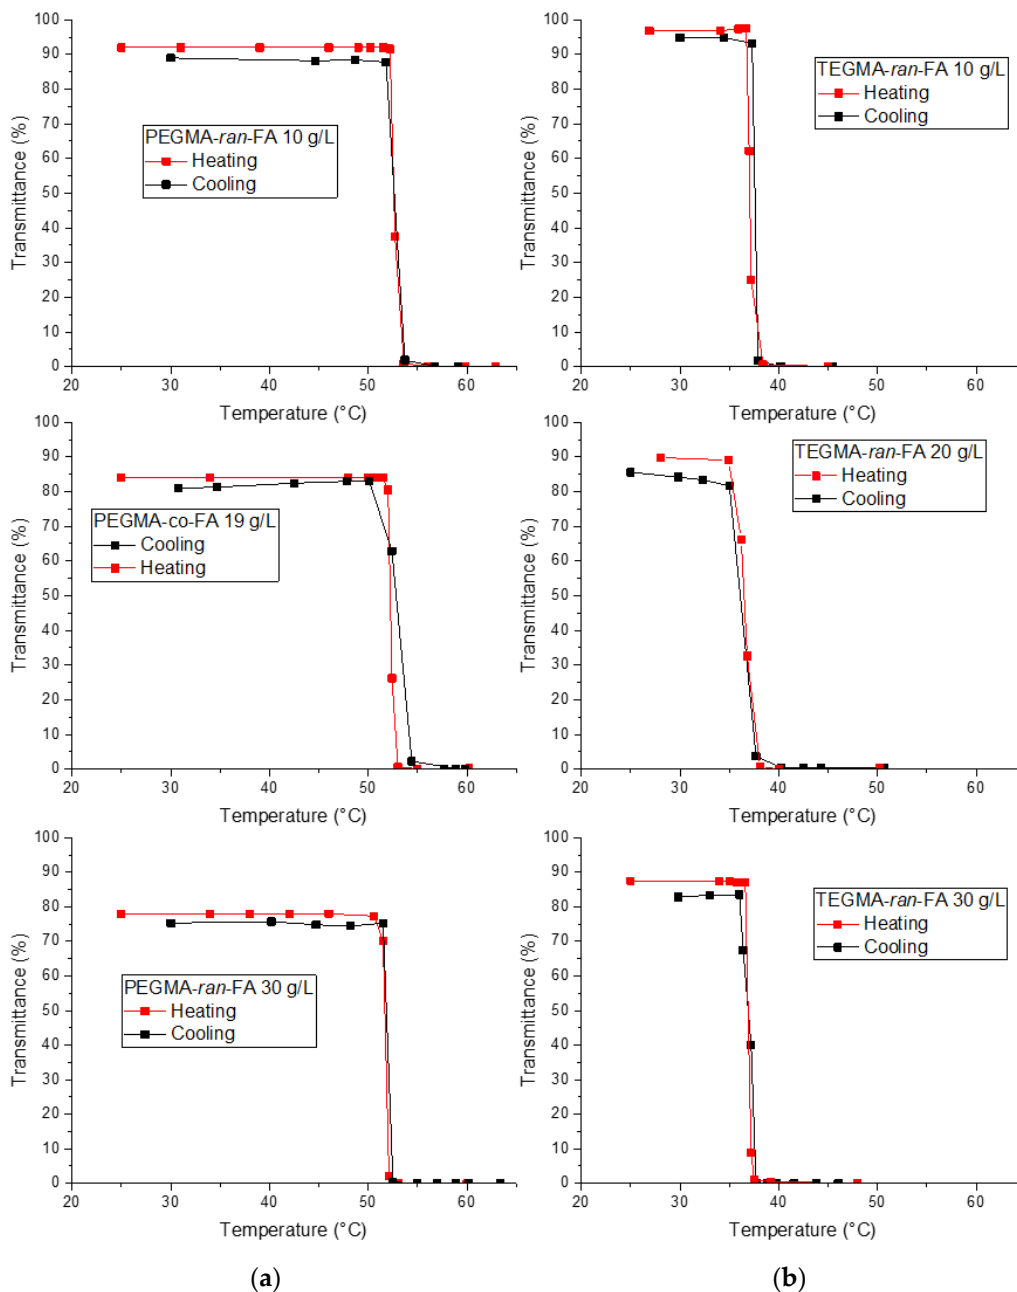 100
90
80
70
60
50
40
30
20
10
0
Transmittance (%)
PEGMA-ran-FA 10 g/L
Heating
Cooling
20 30 40 50 60
Temperature (°C)
100
90
80
70
60
50
40
30
20
10
0
Transmittance (%)
TEGMA-ran-FA 10 g/L
Heating
Cooling
20 30 40 50 60
Temperature (°C)
100
90
80
70
60
50
40
30
20
10
0
Transmittance (%)
PEGMA-co-FA 19 g/L
Cooling
Heating
20 30 40 50 60
Temperature (°C)
100
90
80
70
60
50
40
30
20
10
0
Transmittance (%)
TEGMA-ran-FA 20 g/L
Heating
Cooling
20 30 40 50 60
Temperature (°C)
100
90
80
70
60
50
40
30
20
10
0
Transmittance (%)
PEGMA-ran-FA 30 g/L
Heating
Cooling
20 30 40 50 60
Temperature (°C)
100
90
80
70
60
50
40
30
20
10
0
Transmittance (%)
TEGMA-ran-FA 30 g/L
Heating
Cooling
20 30 40 50 60
Temperature (°C)
(a)
(b)